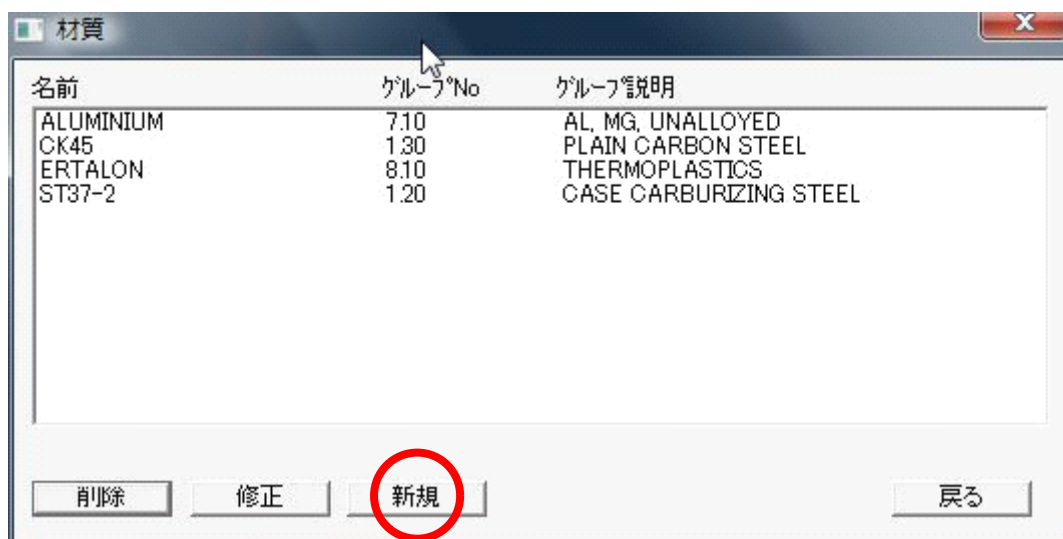 材質
名前 グループNo グループ説明
ALUMINIUM 7.10 AL, MG, UNALLOYED
CK45 1.30 PLAIN CARBON STEEL
ERTALON 8.10 THERMOPLASTICS
ST37-2 1.20 CASE CARBURIZING STEEL
削除 修正 新規 戻る